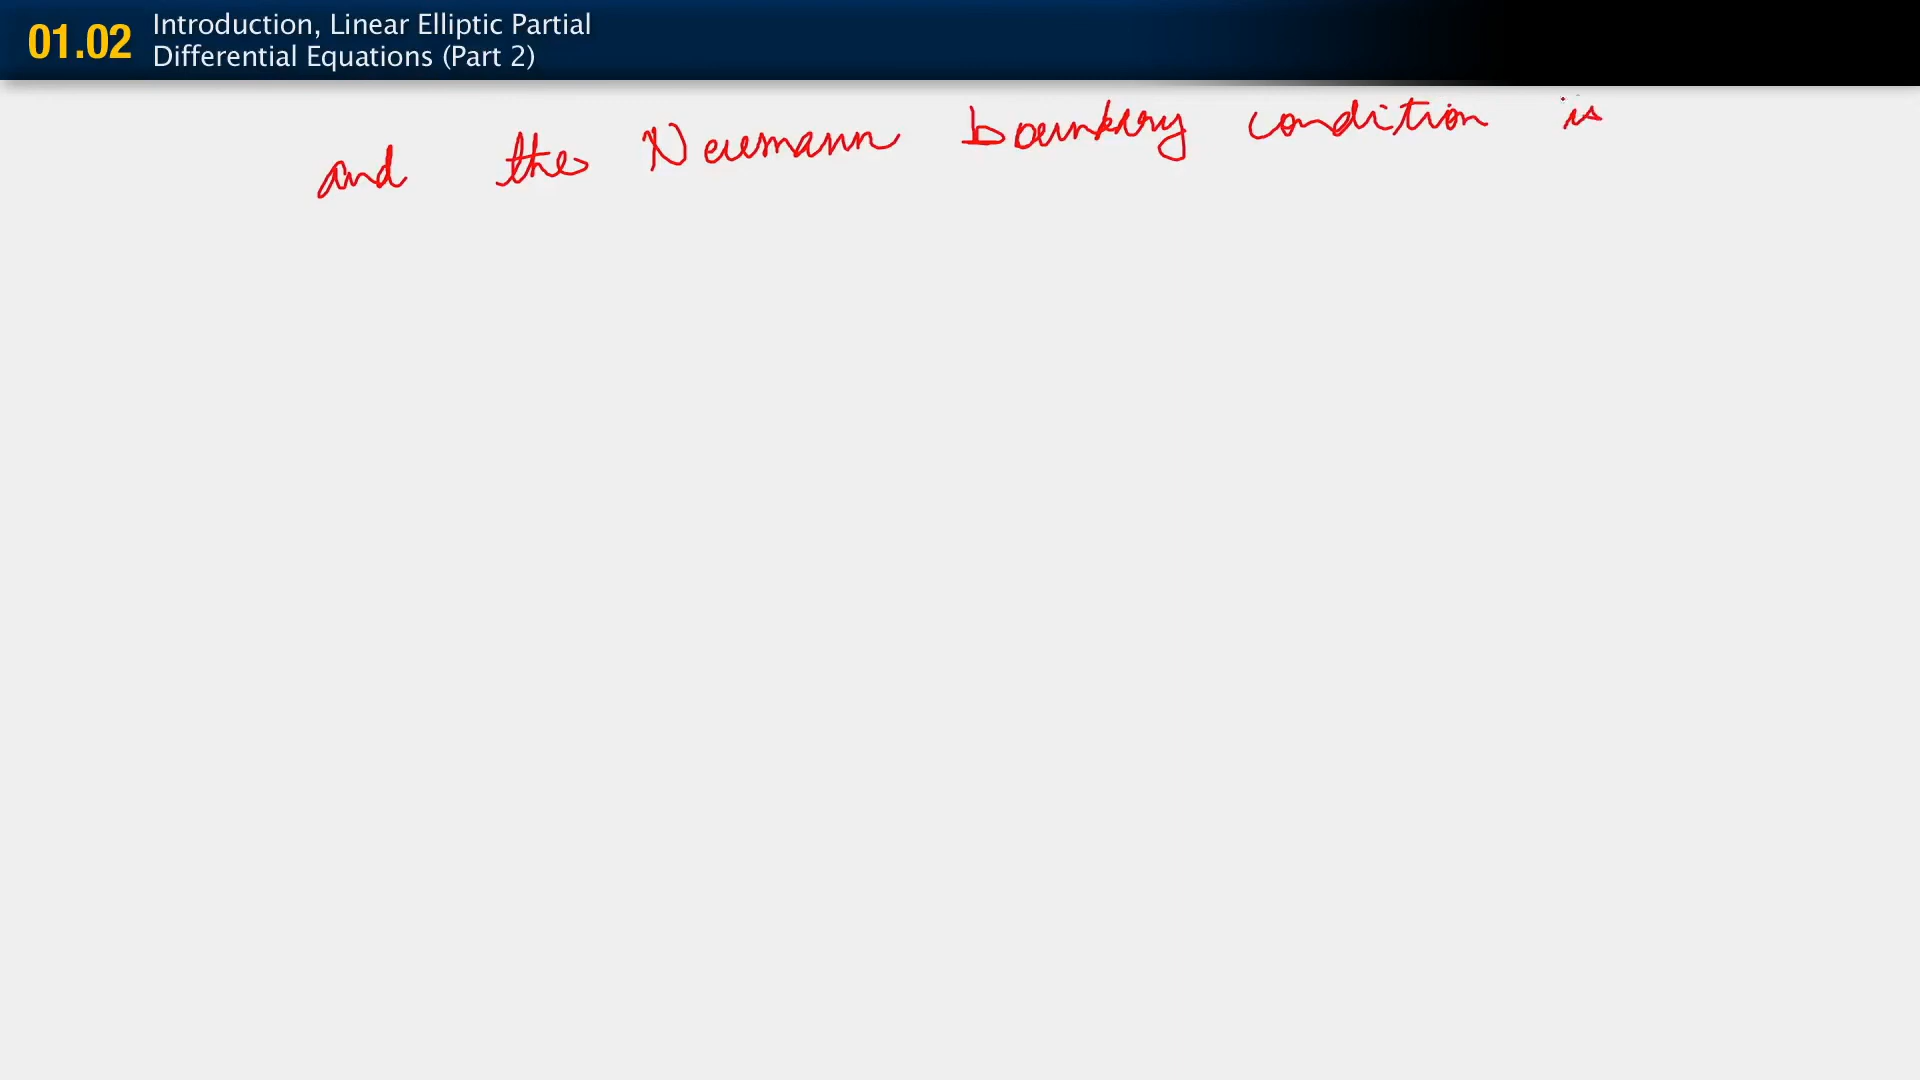 01.02
Introduction, Linear Elliptic Partial
Differential Equations (Part 2)
and the Neumann boundary condition is